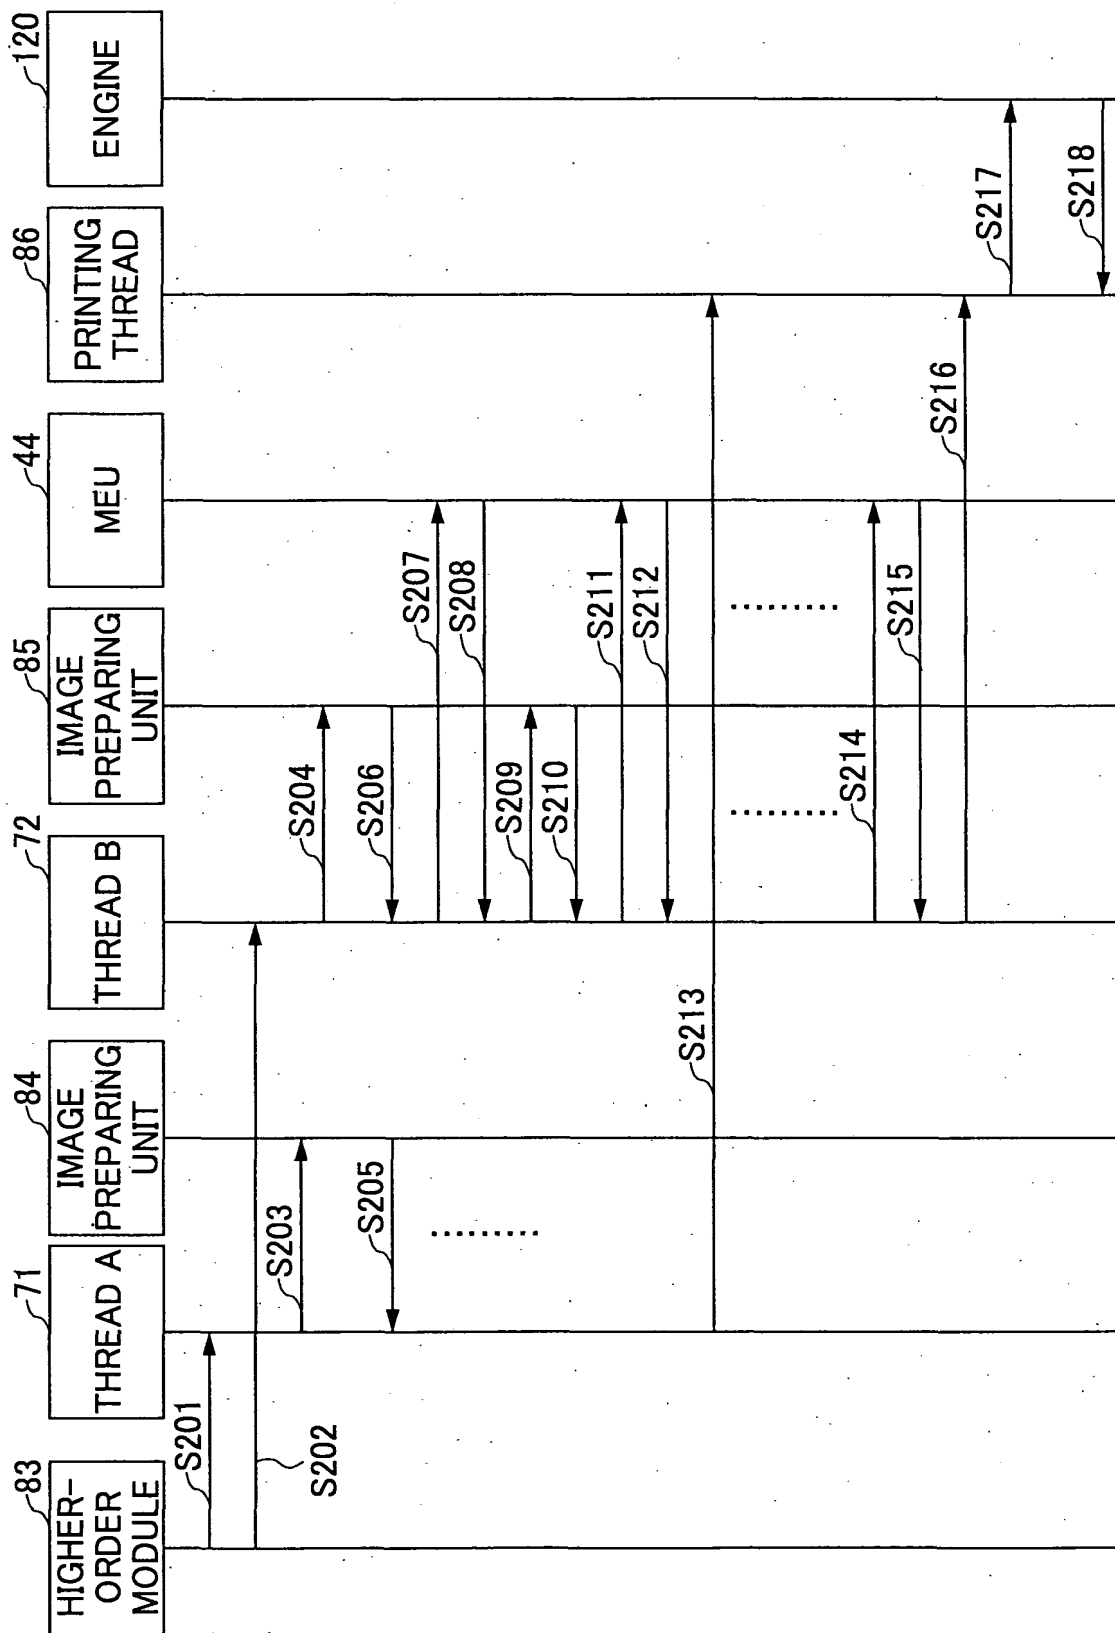 83
HIGHER-
ORDER
MODULE
71
THREAD A
84
IMAGE
PREPARING
UNIT
72
THREAD B
85
IMAGE
PREPARING
UNIT
44
MEU
86
PRINTING
THREAD
120
ENGINE
S201
S202
S203
S204
S205
S206
S207
S208
S209
S210
S211
S212
S213
S214
S215
S216
S217
S218